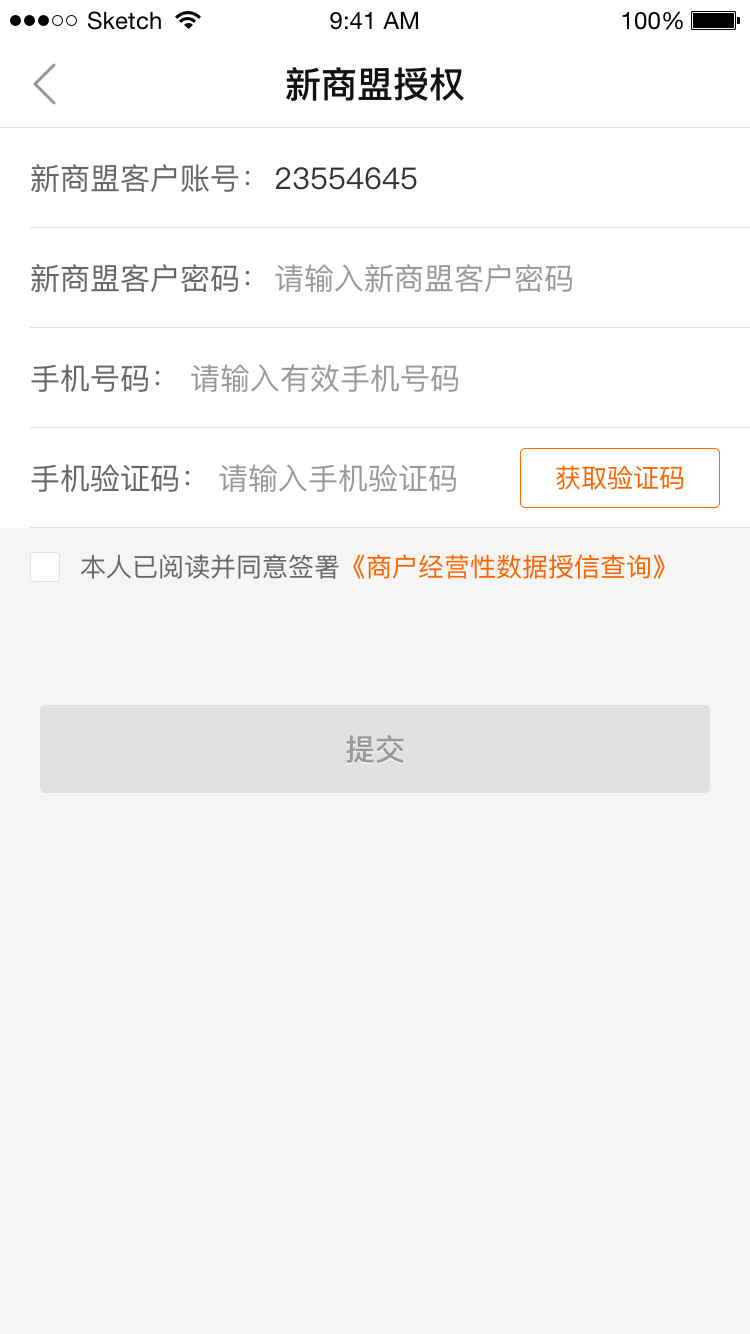 Sketch 9:41 AM 100%
新商盟授权
新商盟客户账号： 23554645
新商盟客户密码： 请输入新商盟客户密码
手机号码： 请输入有效手机号码
手机验证码： 请输入手机验证码 获取验证码
本人已阅读并同意签署《商户经营性数据授信查询》
提交